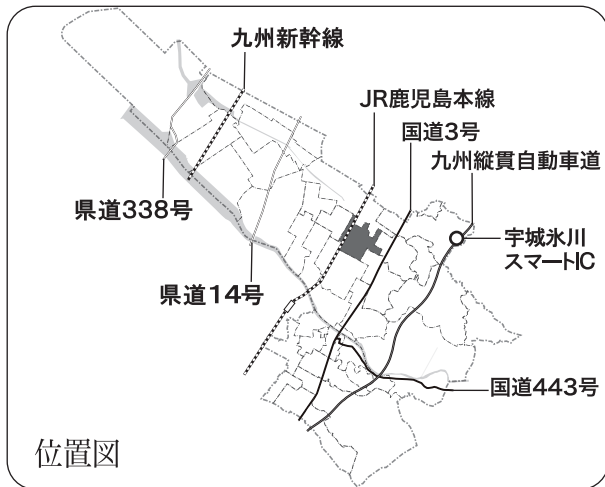 九州新幹線
JR鹿児島本線
国道3号
九州縦貫自動車道
県道338号
宇城氷川
スマートIC
県道14号
国道443号
位置図